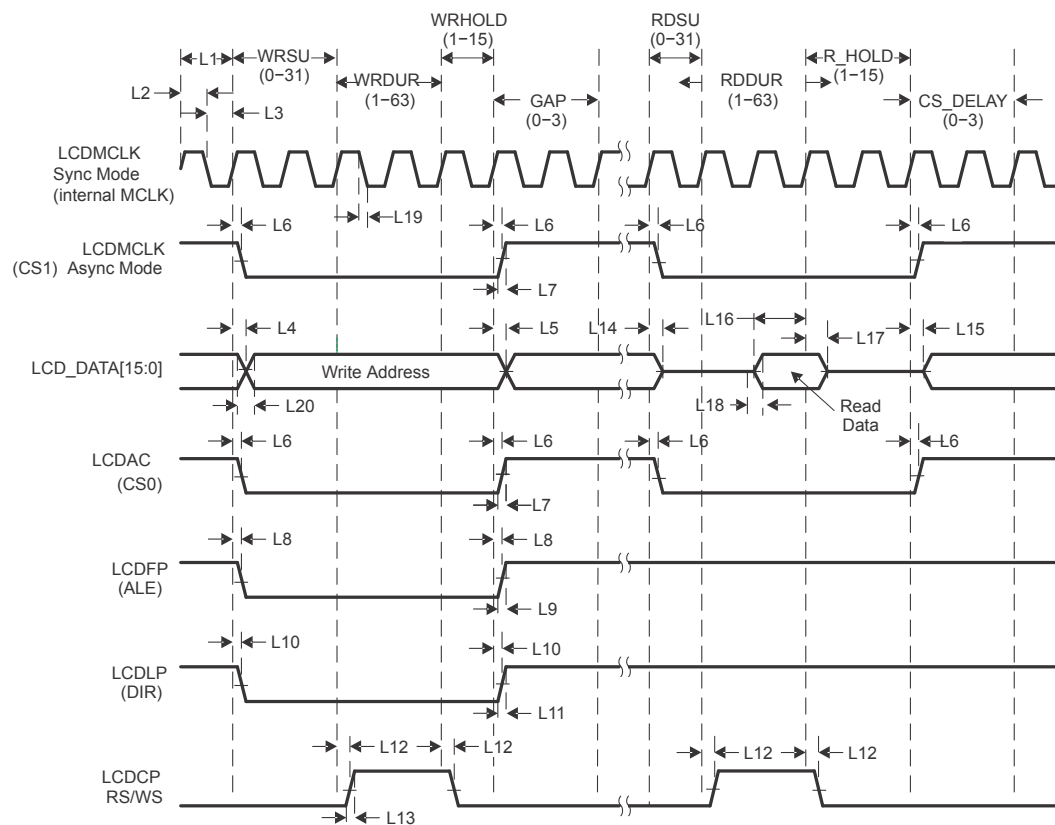 WRHOLD
(1−15)
RDSU
(0−31)
L1
WRSU
(0−31)
R_HOLD
(1−15)
WRDUR
(1−63)
RDDUR
(1−63)
L2
L3
GAP
(0−3)
CS_DELAY
(0−3)
LCDMCLK
Sync Mode
(internal MCLK)
L19
L6
L6
L6
L6
LCDMCLK
(CS1) Async Mode
L7
L4
L5
L14
L16
L17
L15
LCD_DATA[15:0]
Write Address
L20
L18
Read
Data
L6
L6
L6
L6
LCDAC
(CS0)
L7
L8
L8
LCDFP
(ALE)
L9
L10
L10
LCDLP
(DIR)
L11
L12
L12
L12
L12
LCDCP
RS/WS
L13